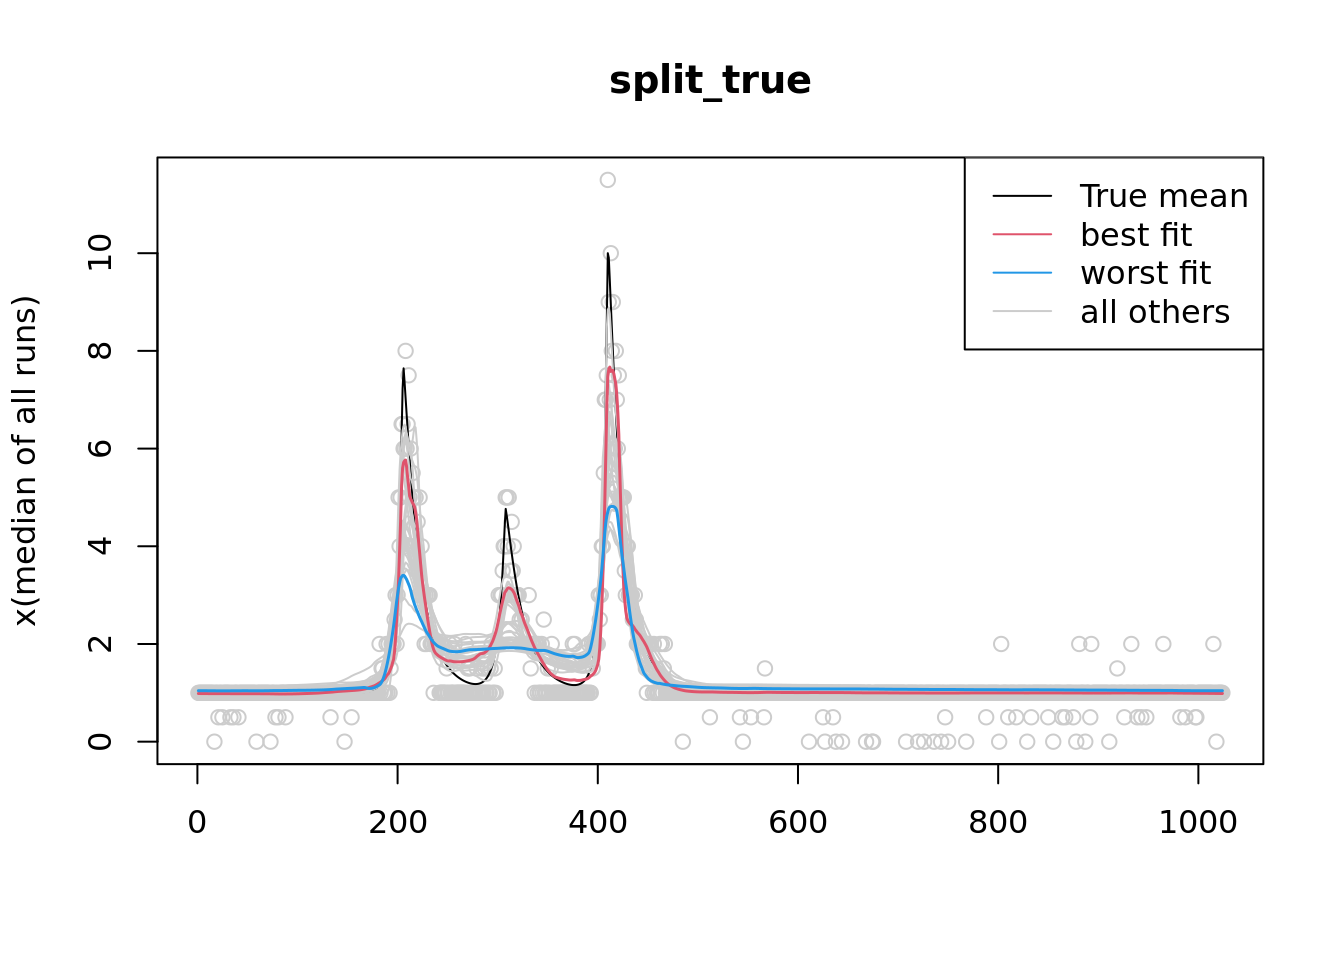 split_true
x(median of all runs)
10
8
6
4
2
0
0 200 400 600 800 1000
True mean
best fit
worst fit
all others